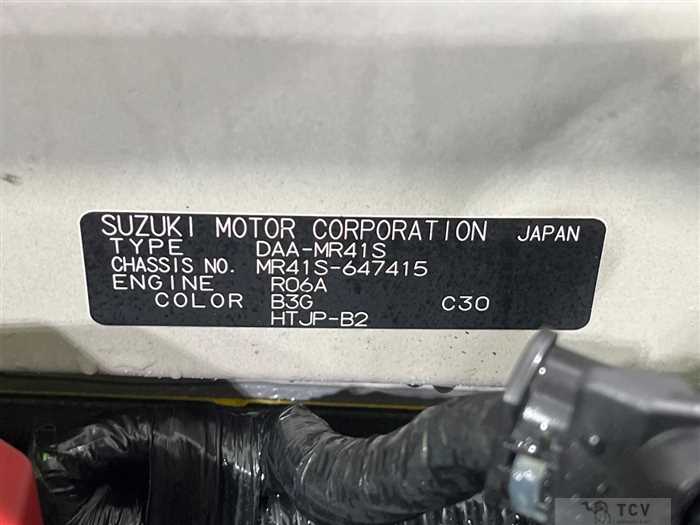 SUZUKI MOTOR CORPORATION JAPAN
TYPE DAA-MR41S
CHASSIS NO. MR41S-647415
ENGINE R06A
COLOR B3G C30
HTJP-B2
TCV